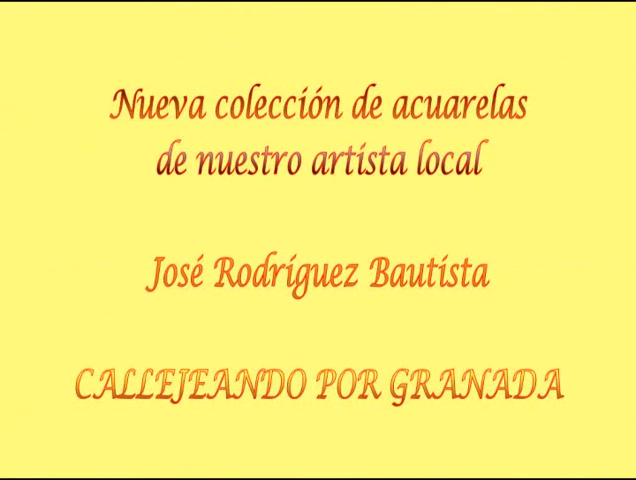 Nueva colección de acuarelas
de nuestro artista local
José Rodríguez Bautista
CALLEJEANDO POR GRANADA